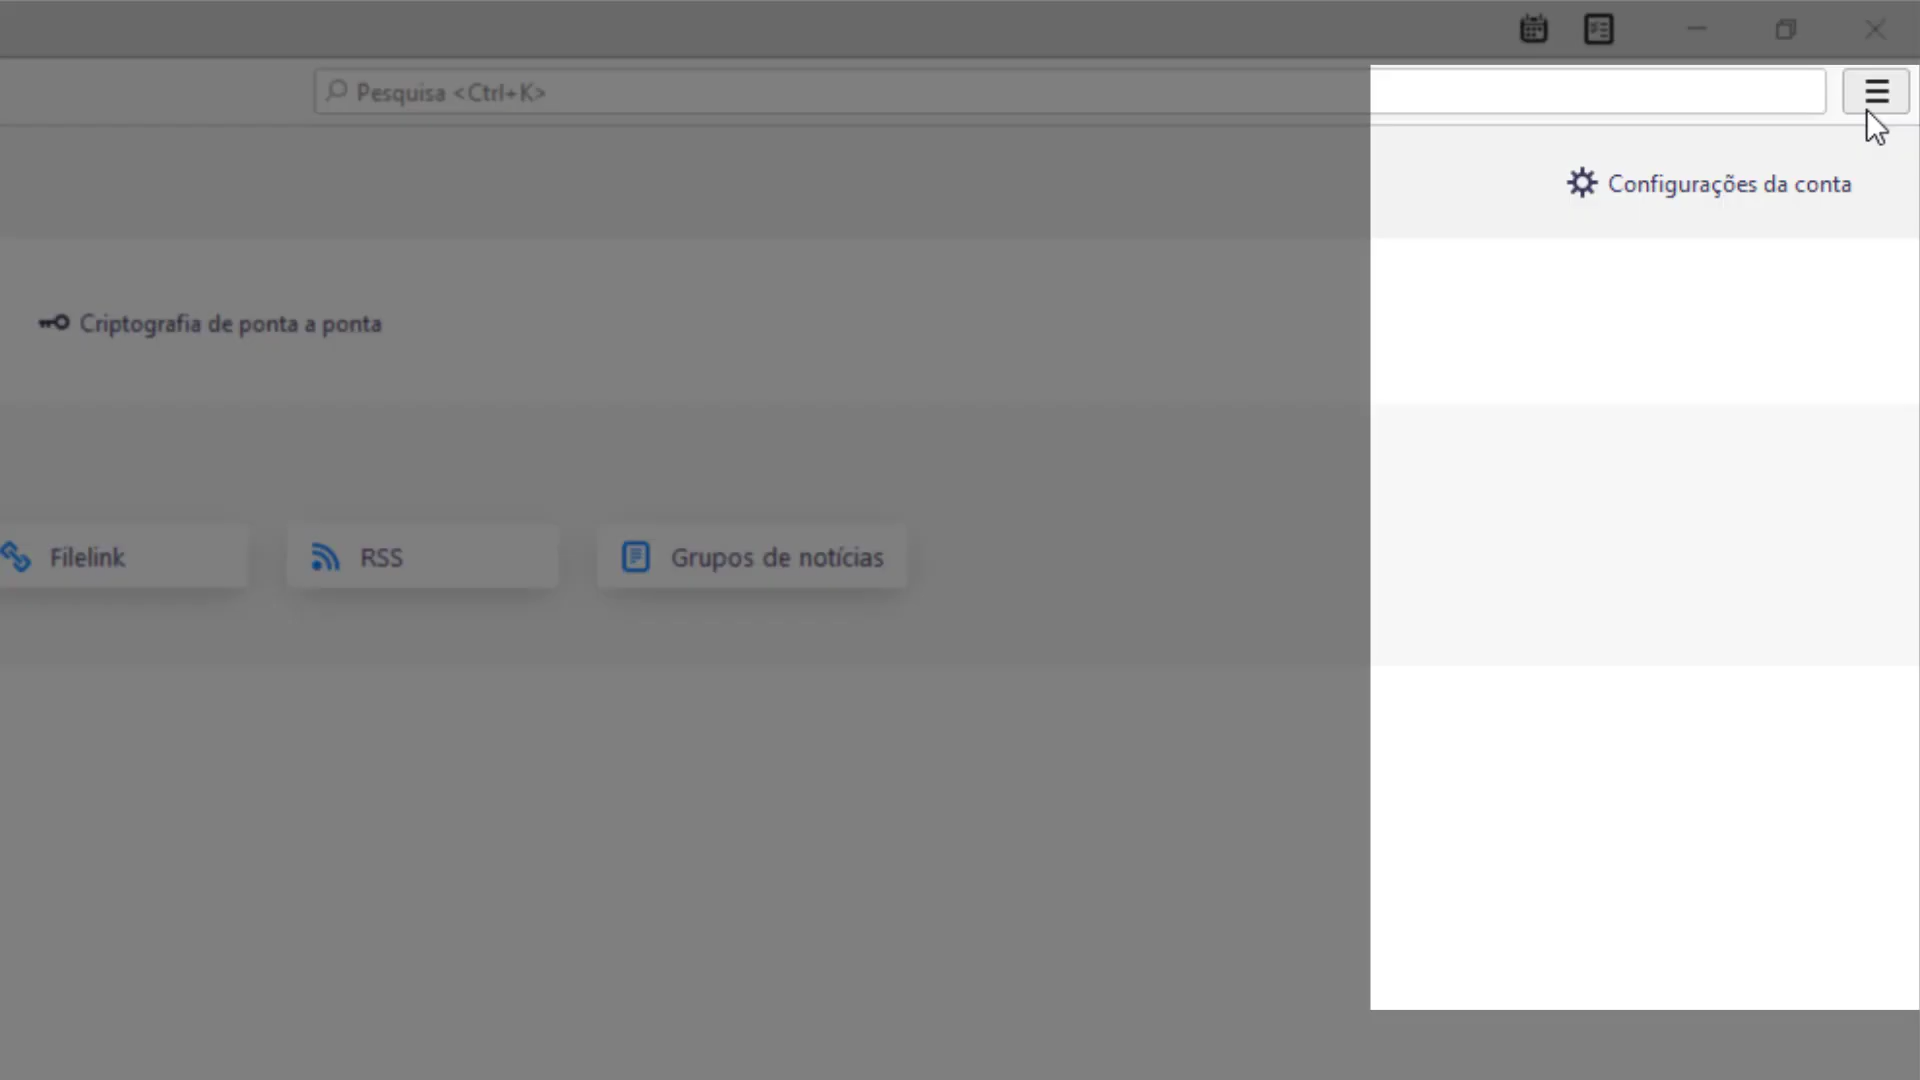 Pesquisa <Ctrl+K>
Configurações da conta
Criptografia de ponta a ponta
Filelink
RSS
Grupos de notícias